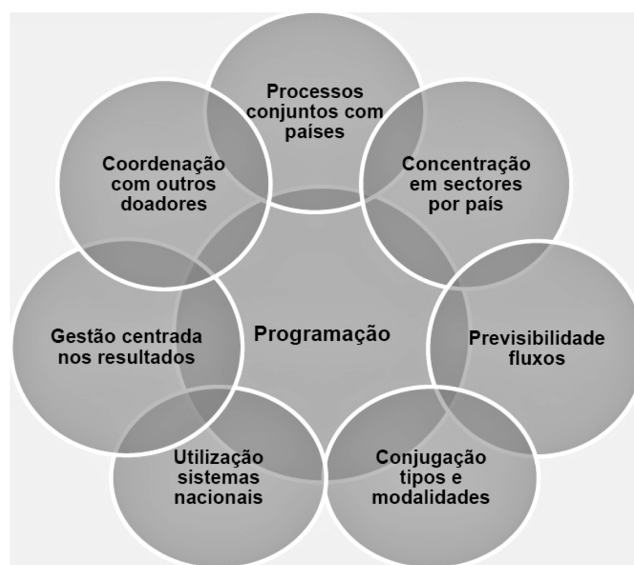 Processos
conjuntos com
países
Coordenação
com outros
doadores
Concentração
em sectores
por país
Gestão centrada
nos resultados
Programação
Previsibilidade
fluxos
Utilização
sistemas
nacionais
Conjugação
tipos e
modalidades